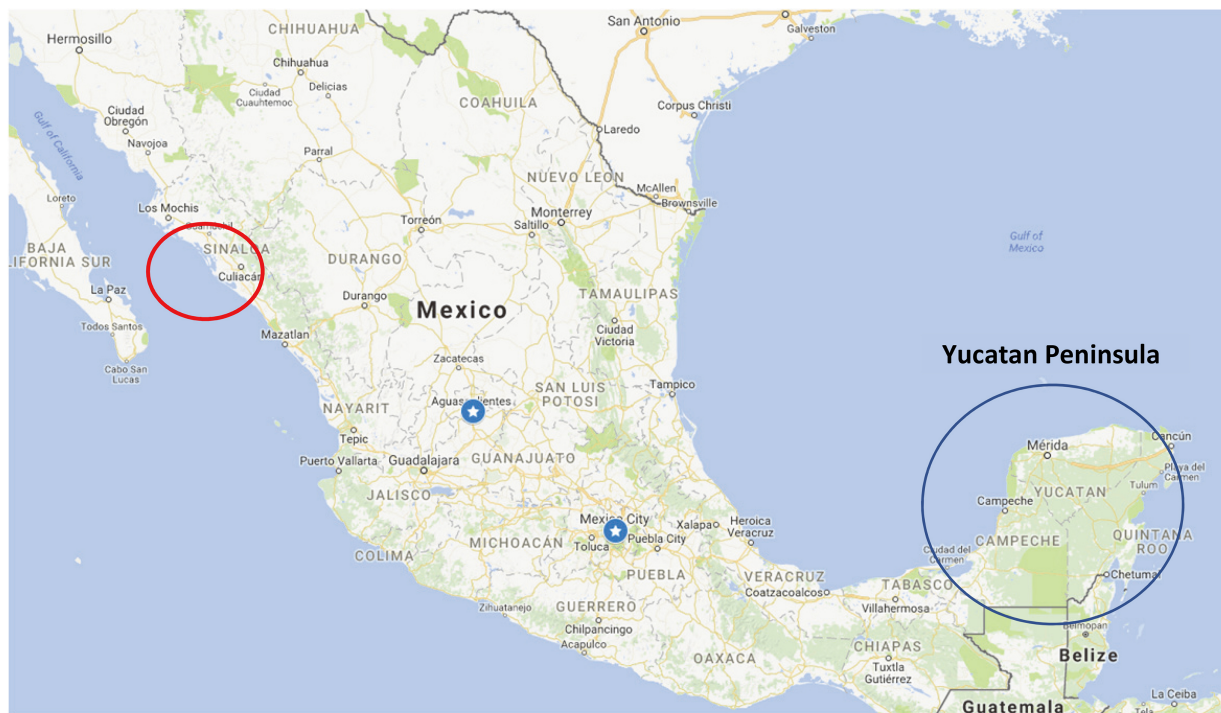 Hermosillo
CHIHUAHUA
San Antonio
Galveston
Chihuahua
Ciudad
Cuauhtemoc
Delicias
COAHUILA
Corpus Christi
Ciudad
Obregón
Gulf of California
Navojoa
Parral
Laredo
NUEVO LEON
McAllen
Brownsville
Loreto
Los Mochis
Torreón
Monterrey
Saltillo
SINALOA
Culiacán
BAJA
LIFORNIA SUR
La Paz
DURANGO
Durango
Gulf of
Mexico
TAMAULIPAS
Mexico
Todos Santos
Mazatlan
Ciudad
Victoria
Cabo San
Lucas
Zacatecas
Yucatan Peninsula
SAN LUIS
POTOSI
Tampico
NAYARIT
Tepic
Puerto Vallarta
Guadalajara
GUANAJUATO
Mérida
Cancún
Playa del
Carmen
Tulum
YUCATAN
JALISCO
Campeche
COLIMA
MICHOACÁN
Mexico City
Toluca
Puebla City
Xalapa
Heroica
Veracruz
CAMPECHE
QUINTANA
ROO
Ciudad del
Carmen
PUEBLA
VERACRUZ
Coatzacoalcos
TABASCO
Villahermosa
Chetumal
Zihuatanejo
GUERRERO
Chilpancingo
Acapulco
OAXACA
CHIAPAS
Tuxtla
Gutiérrez
Belmopan
Belize
Guatemala
La Ceiba
Tela